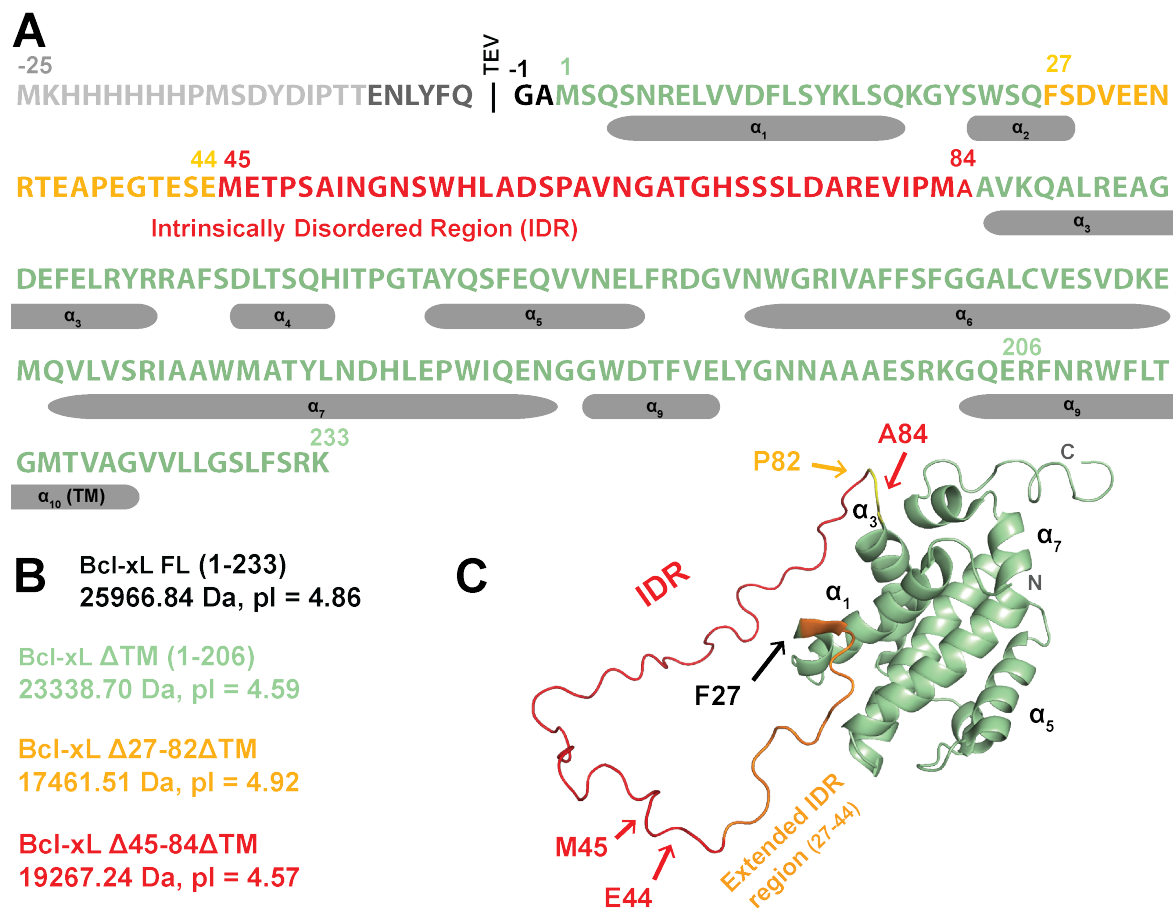 A
-25
TEV
-1
1
27
MKHHHHHHPMSDYDIPTTENLYFQ | GAMSQSNRELVVDFLSYKLSQKGYSWSQFSDVEEN
α1
α2
44 45
84
RTEAPEGTESEMETPSAINGNSWHLADSPAVNGATGHSSSLDAREVIPMAAVKQALREAG
Intrinsically Disordered Region (IDR)
α3
DEFELRYRRAFSDLTSQHITPGTAYQSFEQVVNELFRDGVNWGRIVAFFSFGGALCVESVDKE
α3
α4
α5
α6
206
MQVLVSRIAAWMATYLNDHLEPWIQENGGWDTFVELYGNNAAAESRKGQERFNRWFLT
α7
α9
α9
233
GMTVAGVVLLGSLFSRK
α10 (TM)
B
Bcl-xL FL (1-233)
25966.84 Da, pI = 4.86
Bcl-xL ΔTM (1-206)
23338.70 Da, pI = 4.59
Bcl-xL Δ27-82ΔTM
17461.51 Da, pI = 4.92
Bcl-xL Δ45-84ΔTM
19267.24 Da, pI = 4.57
C
P82
A84
C
α3
α7
IDR
α1
N
F27
α5
M45
E44
Extended IDR
region (27-44)